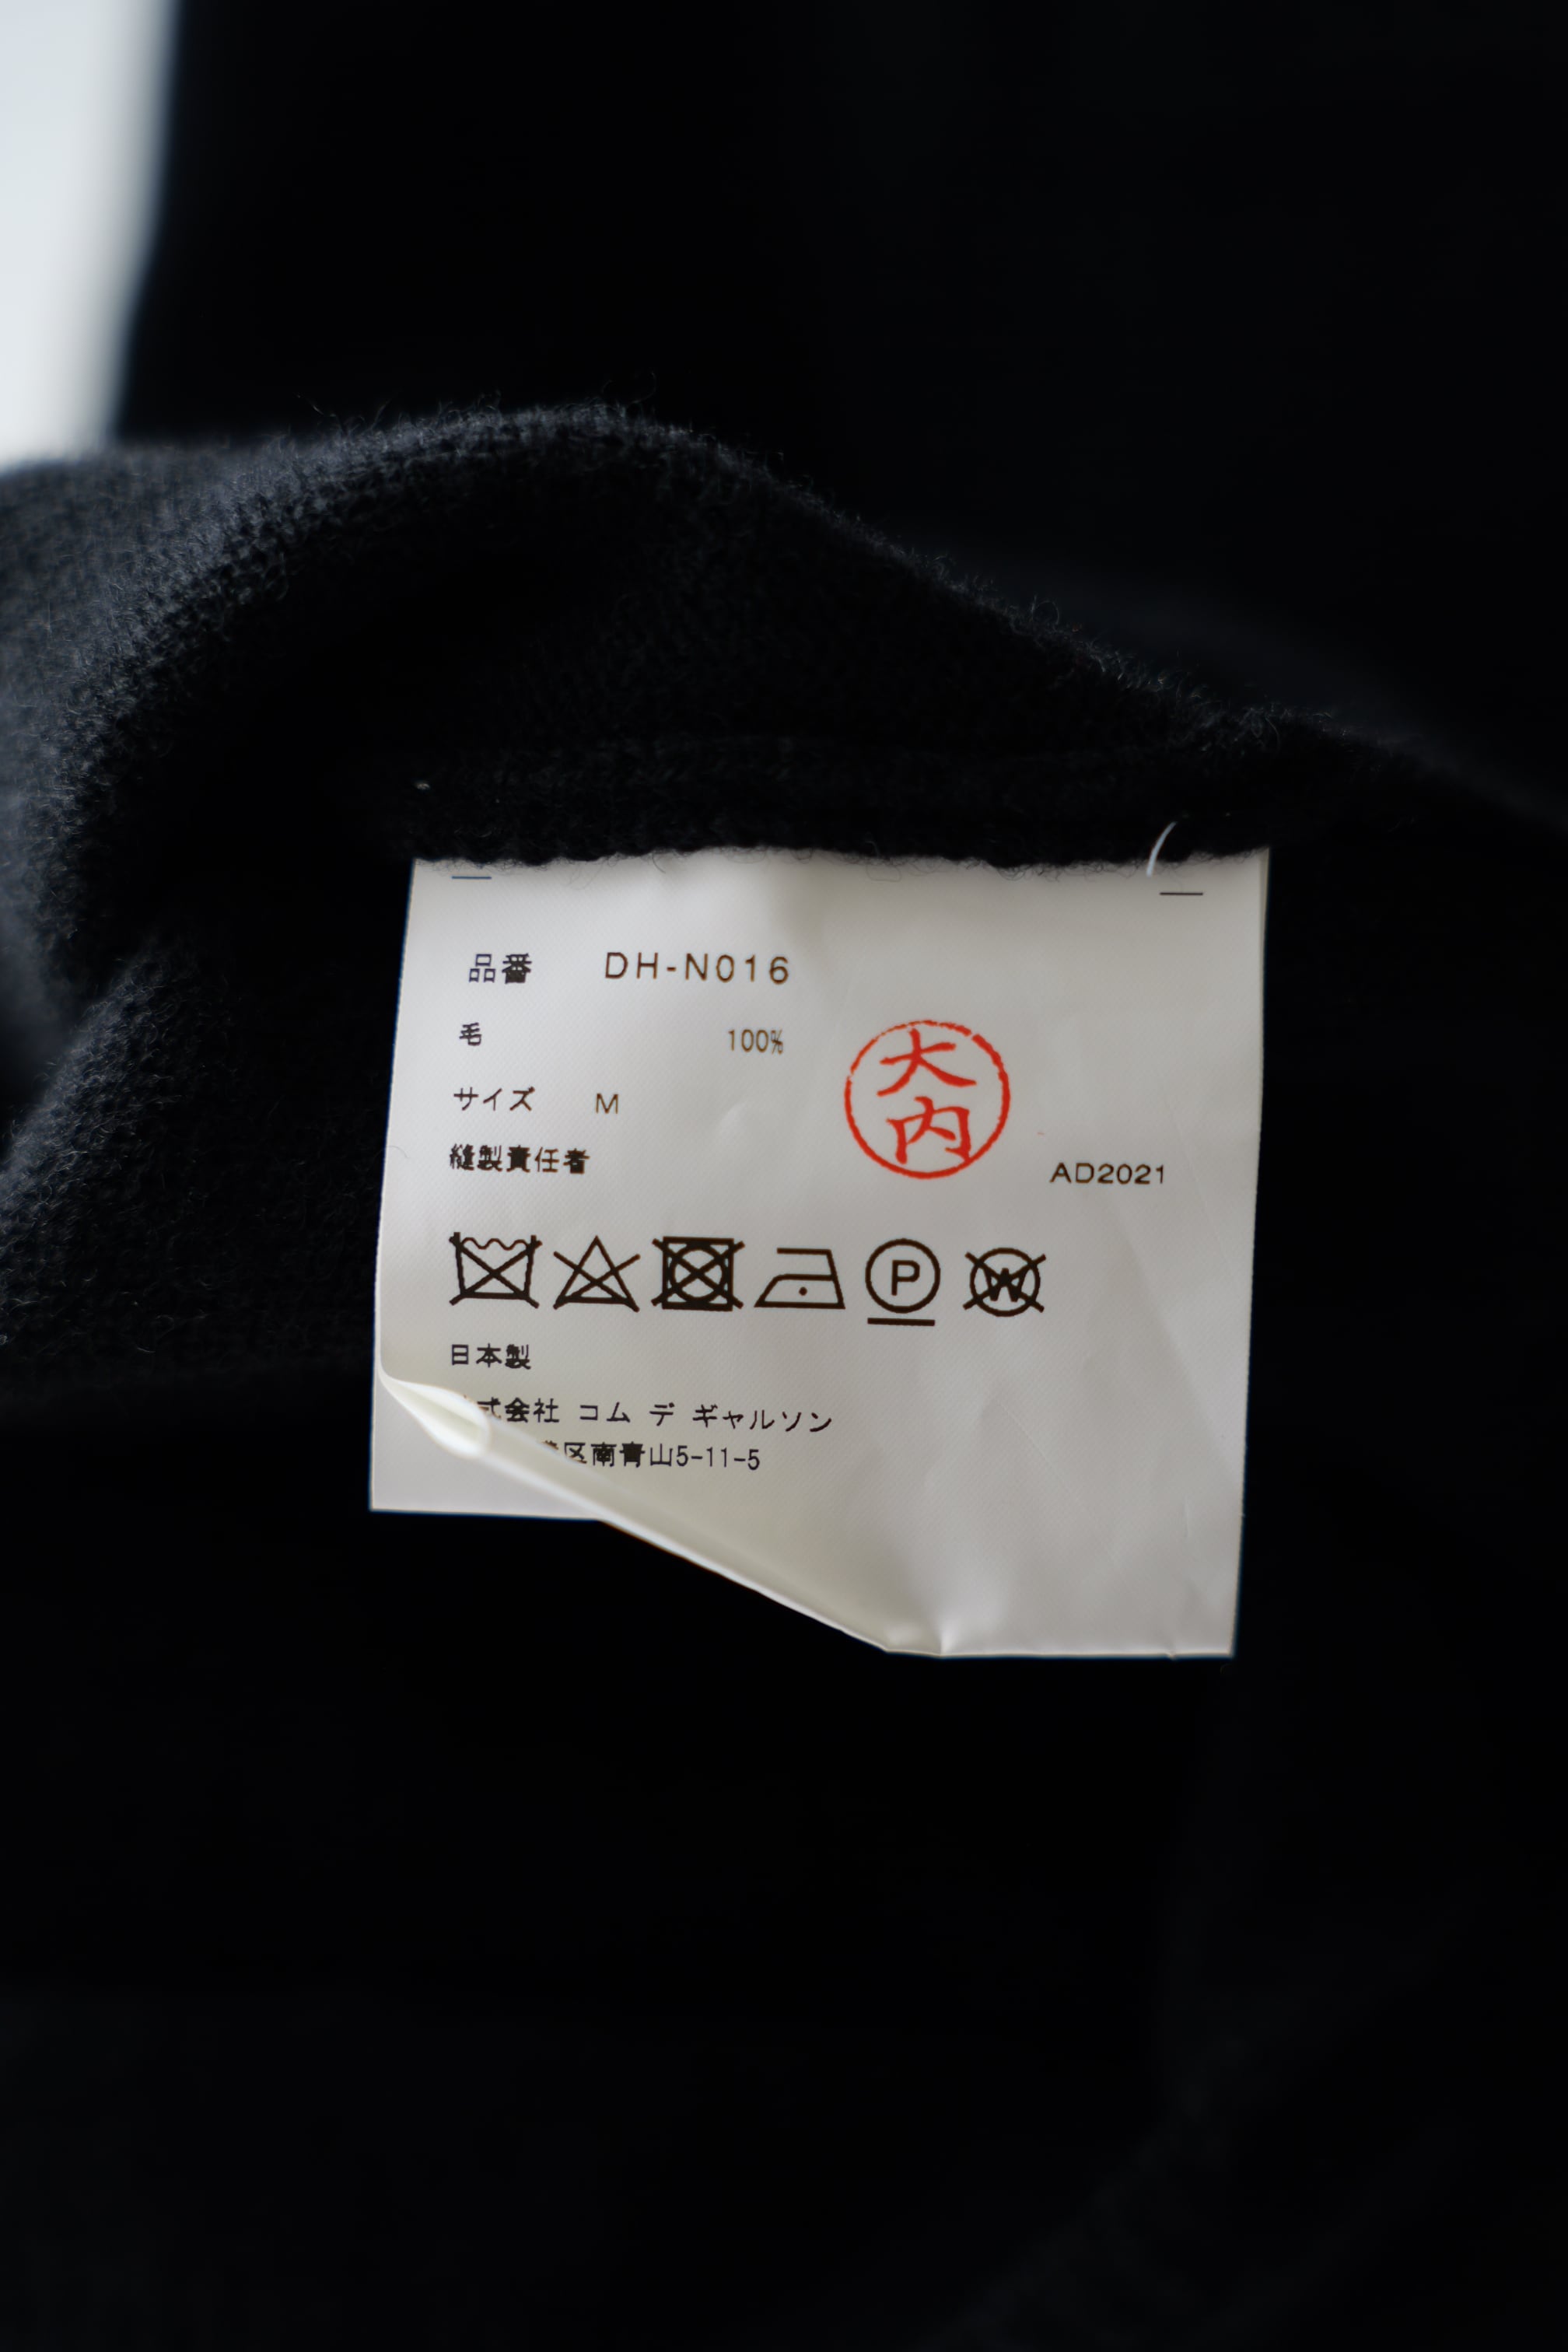 品番 DH-N016
毛 100%
大内
サイズ M
縫製責任者
AD2021
P W
日本製
式会社 コム デ ギャルソン
区南青山5-11-5